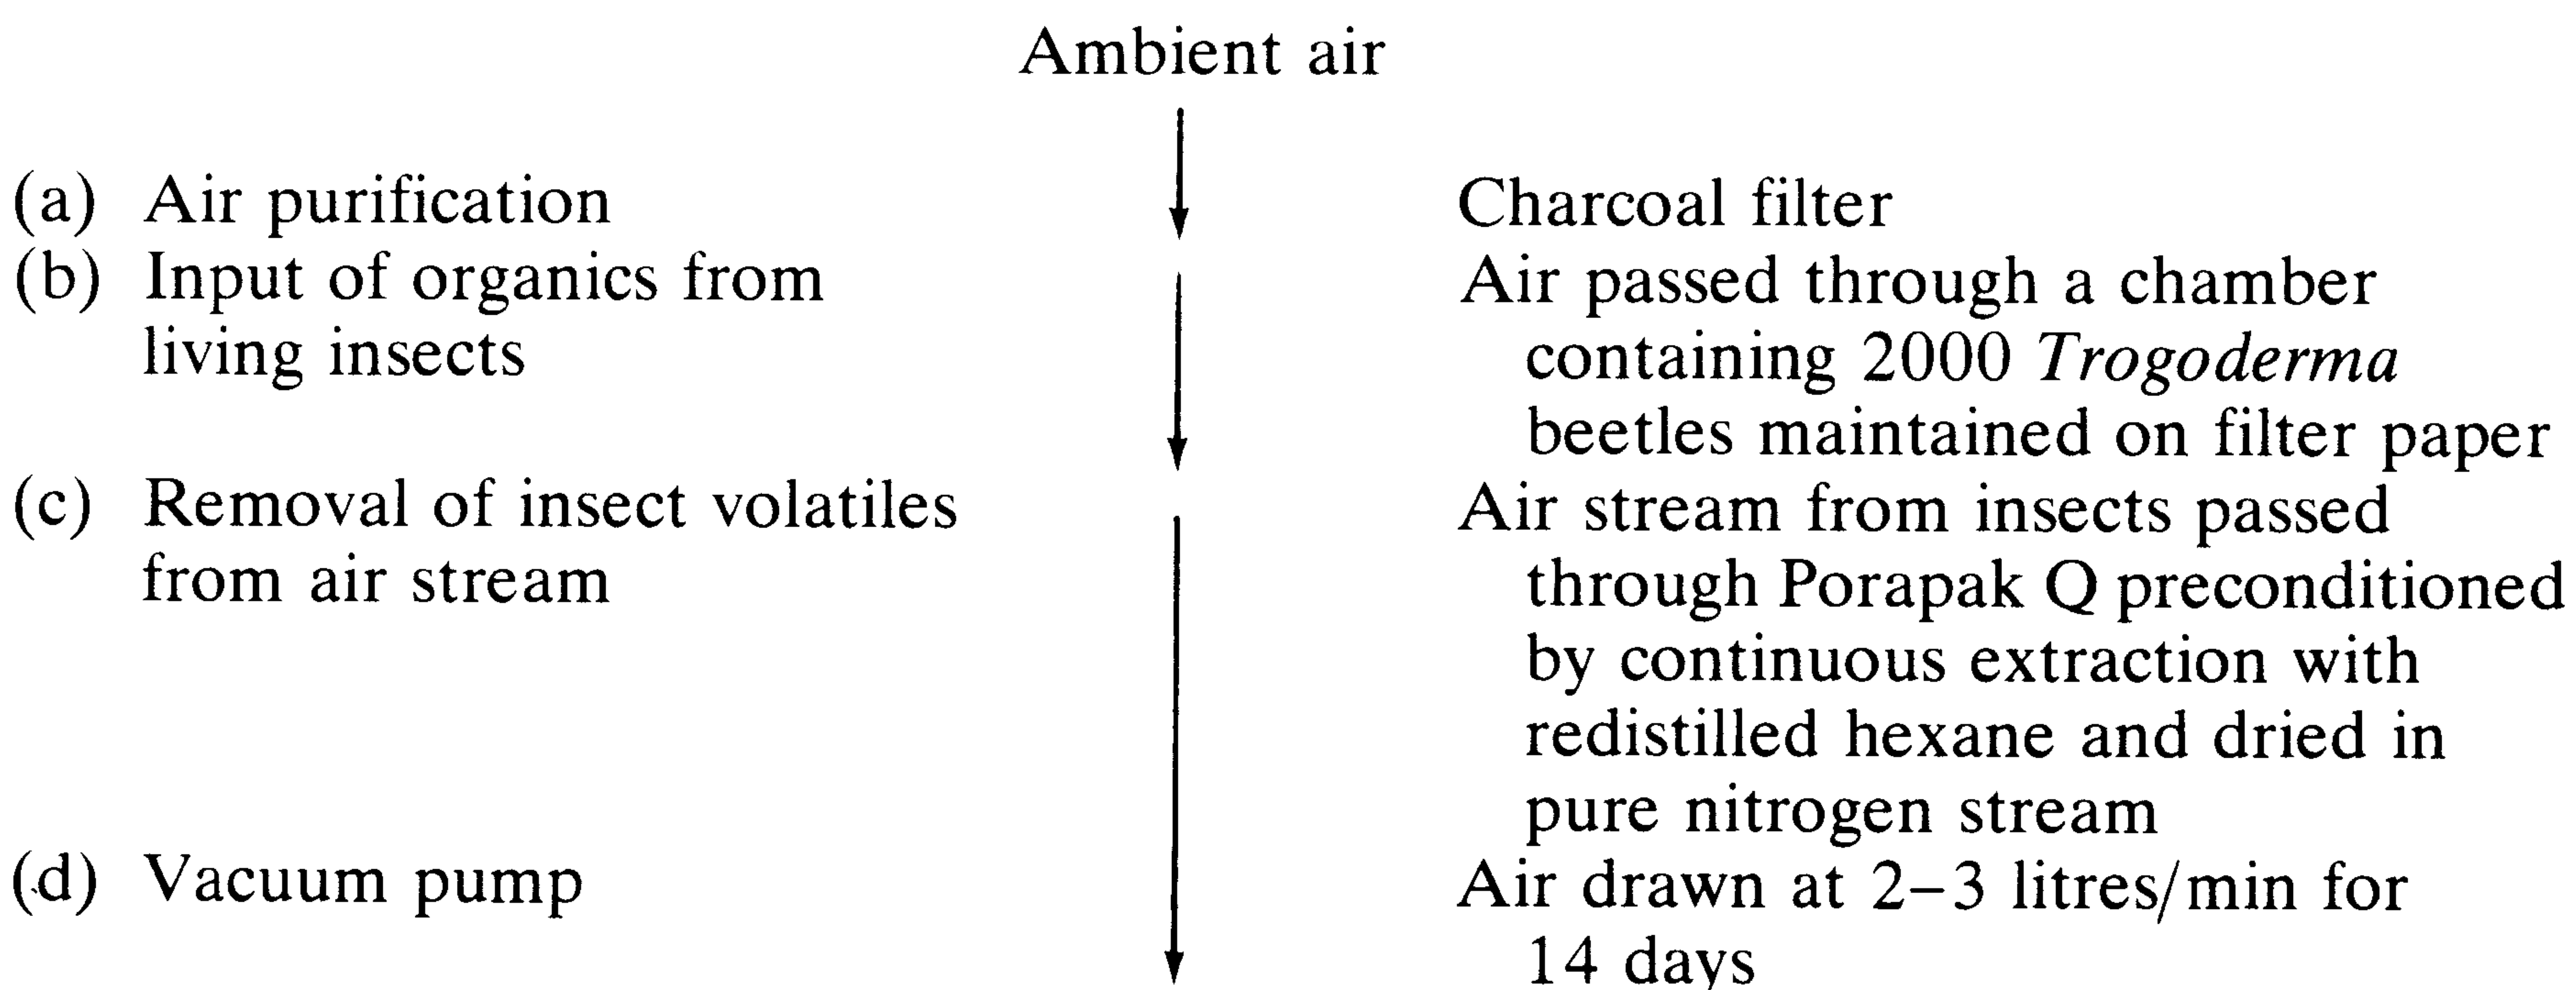 Ambient air
(a) Air purification
Charcoal filter
(b) Input of organics from
living insects
Air passed through a chamber
containing 2000 Trogoderma
beetles maintained on filter paper
(c) Removal of insect volatiles
from air stream
Air stream from insects passed
through Porapak Q preconditioned
by continuous extraction with
redistilled hexane and dried in
pure nitrogen stream
(d) Vacuum pump
Air drawn at 2–3 litres/min for
14 days